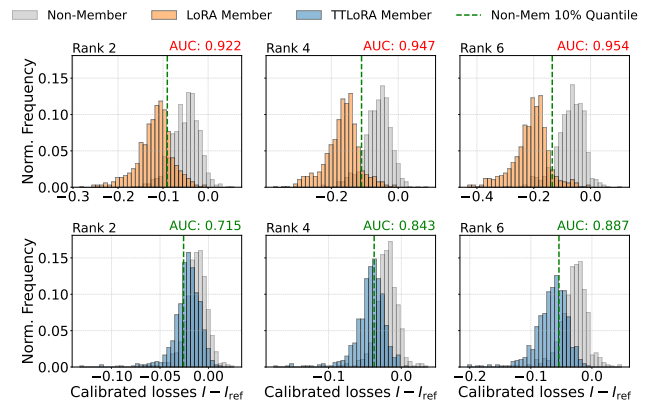 Non-Member LoRA Member TTLoRA Member Non-Mem 10% Quantile
Rank 2 AUC: 0.922 Rank 4 AUC: 0.947 Rank 6 AUC: 0.954
Norm. Frequency
0.15
0.10
0.05
0.00
−0.3 −0.2 −0.1 0.0 −0.2 0.0 −0.4 −0.2 0.0
Rank 2 AUC: 0.715 Rank 4 AUC: 0.843 Rank 6 AUC: 0.887
Norm. Frequency
0.15
0.10
0.05
0.00
−0.10 −0.05 0.00 −0.1 0.0 −0.2 −0.1 0.0
Calibrated losses l − l_ref Calibrated losses l − l_ref Calibrated losses l − l_ref